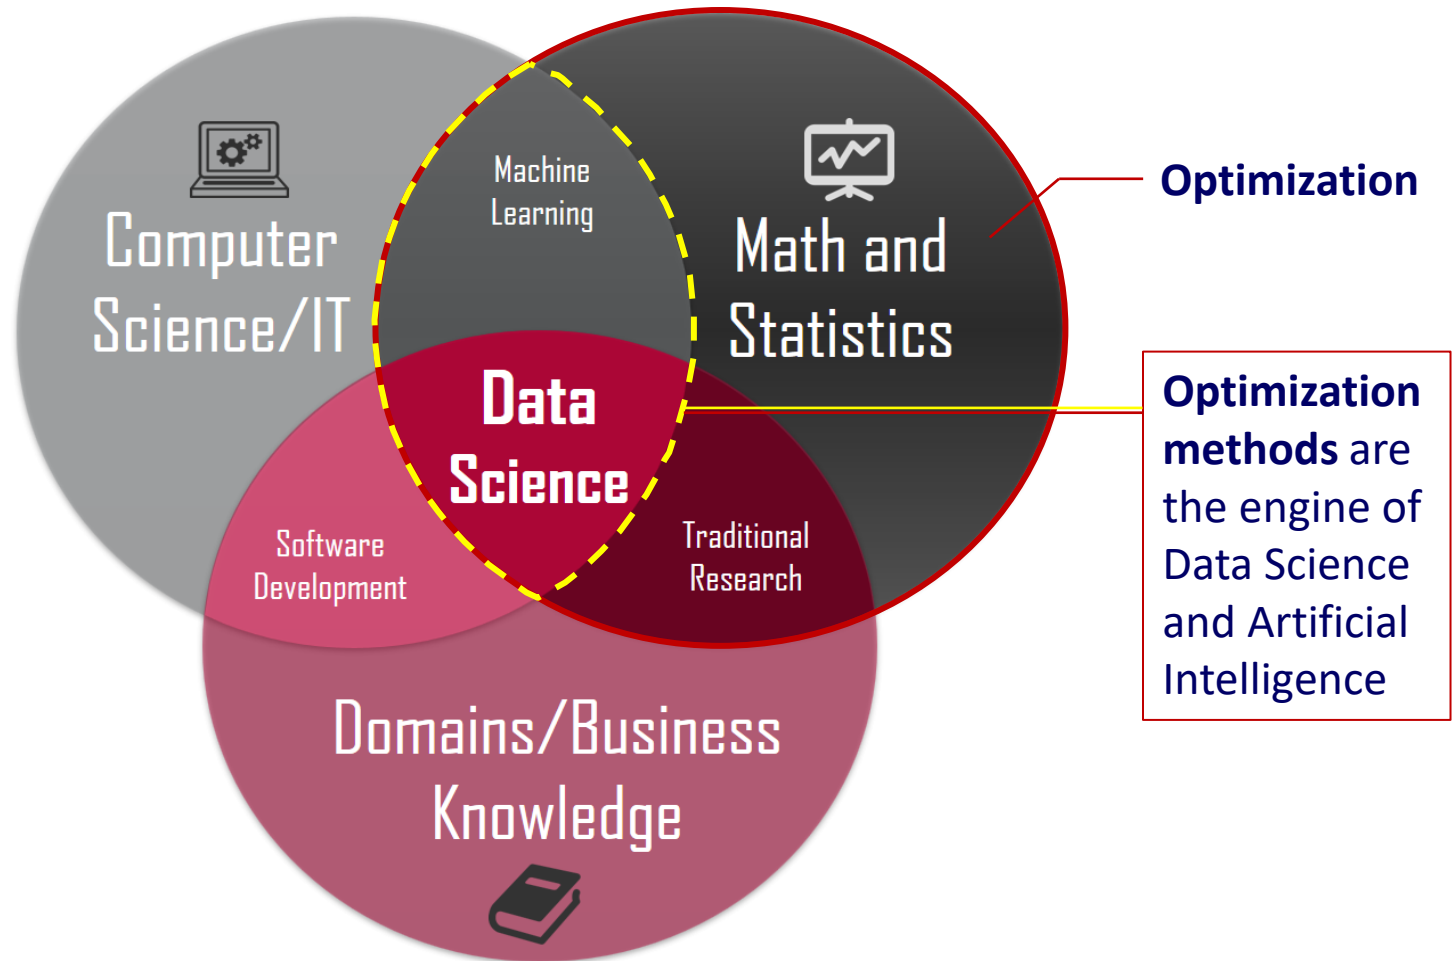 Machine
Learning
Computer
Science/IT
Math and
Statistics
Optimization
Data
Science
Optimization
methods are
the engine of
Data Science
and Artificial
Intelligence
Software
Development
Traditional
Research
Domains/Business
Knowledge